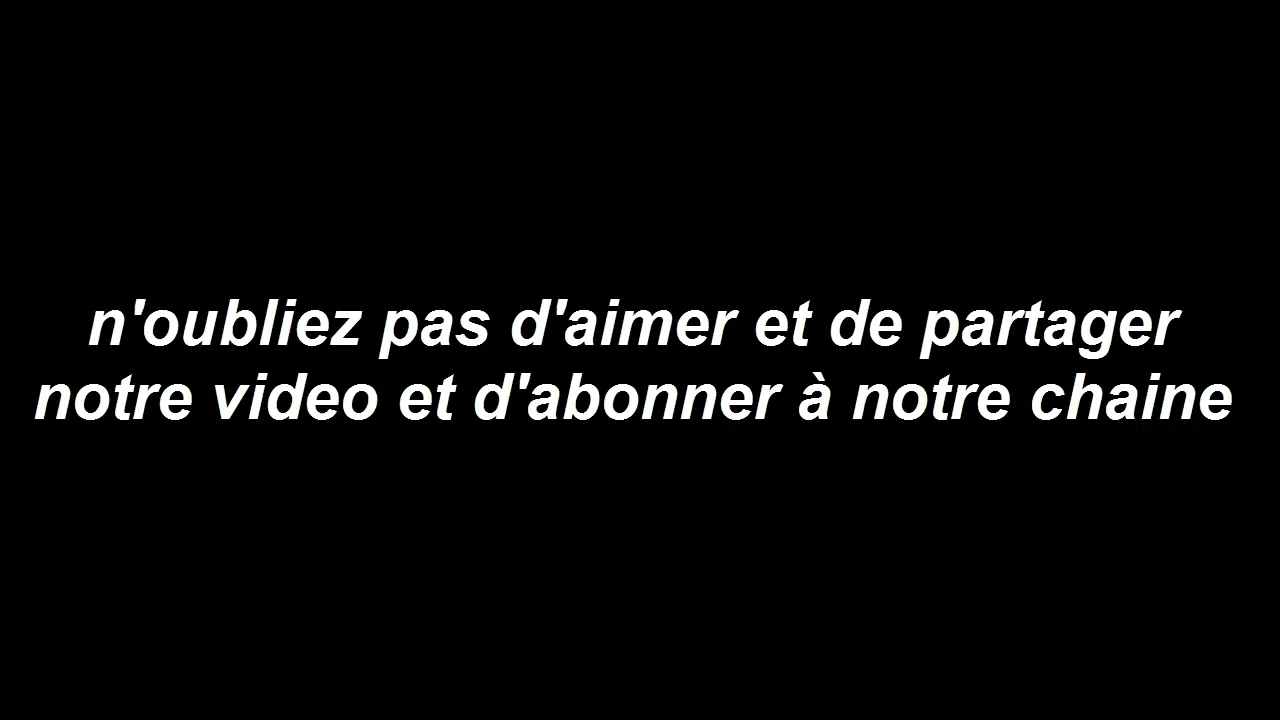 n'oubliez pas d'aimer et de partager
notre video et d'abonner à notre chaine